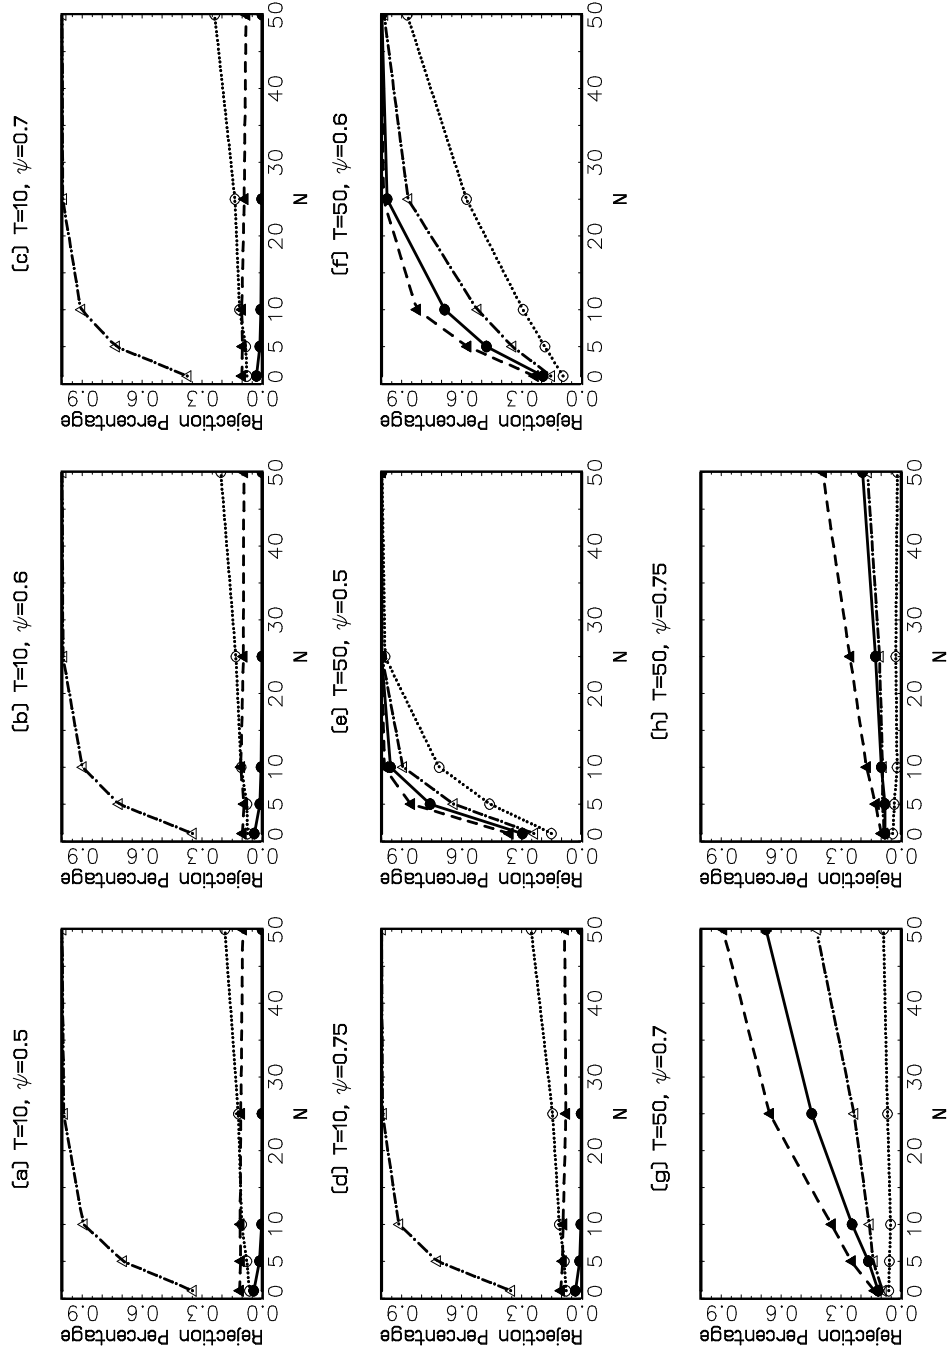 (a) T=10, ψ=0.5
Rejection Percentage
0.0 0.3 0.6 0.9
0 5 10 20 30 40 50
N
(b) T=10, ψ=0.6
Rejection Percentage
0.0 0.3 0.6 0.9
0 5 10 20 30 40 50
N
(c) T=10, ψ=0.7
Rejection Percentage
0.0 0.3 0.6 0.9
0 5 10 20 30 40 50
N
(d) T=10, ψ=0.75
Rejection Percentage
0.0 0.3 0.6 0.9
0 5 10 20 30 40 50
N
(e) T=50, ψ=0.5
Rejection Percentage
0.0 0.3 0.6 0.9
0 5 10 20 30 40 50
N
(f) T=50, ψ=0.6
Rejection Percentage
0.0 0.3 0.6 0.9
0 5 10 20 30 40 50
N
(g) T=50, ψ=0.7
Rejection Percentage
0.0 0.3 0.6 0.9
0 5 10 20 30 40 50
N
(h) T=50, ψ=0.75
Rejection Percentage
0.0 0.3 0.6 0.9
0 5 10 20 30 40 50
N